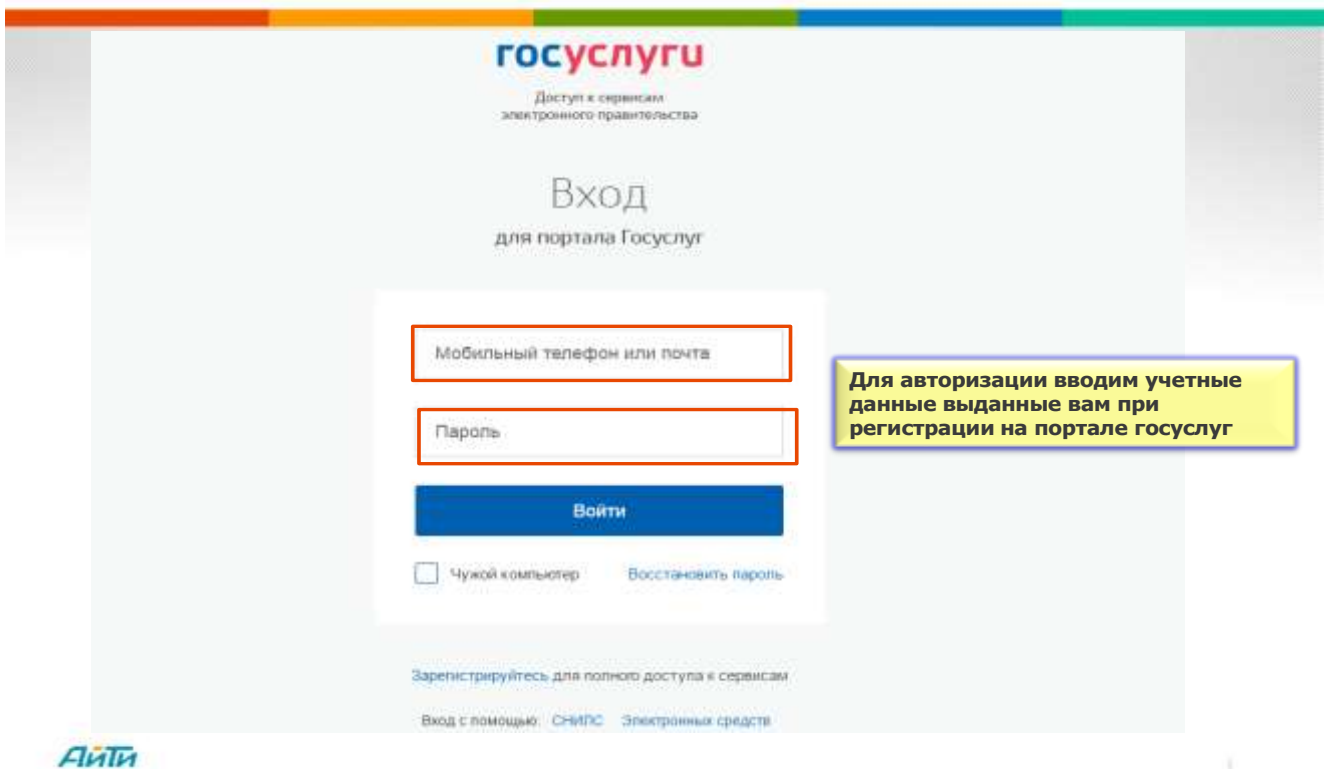 госуслуги
Доступ к сервисам
электронного правительства
Вход
для портала Госуслуг
Мобильный телефон или почта
Для авторизации вводим учетные
данные выданные вам при
регистрации на портале госуслуг
Пароль
Войти
Чужой компьютер Восстановить пароль
Зарегистрируйтесь для полного доступа к сервисам
Вход с помощью: СНИЛС Электронных средств
АйТи